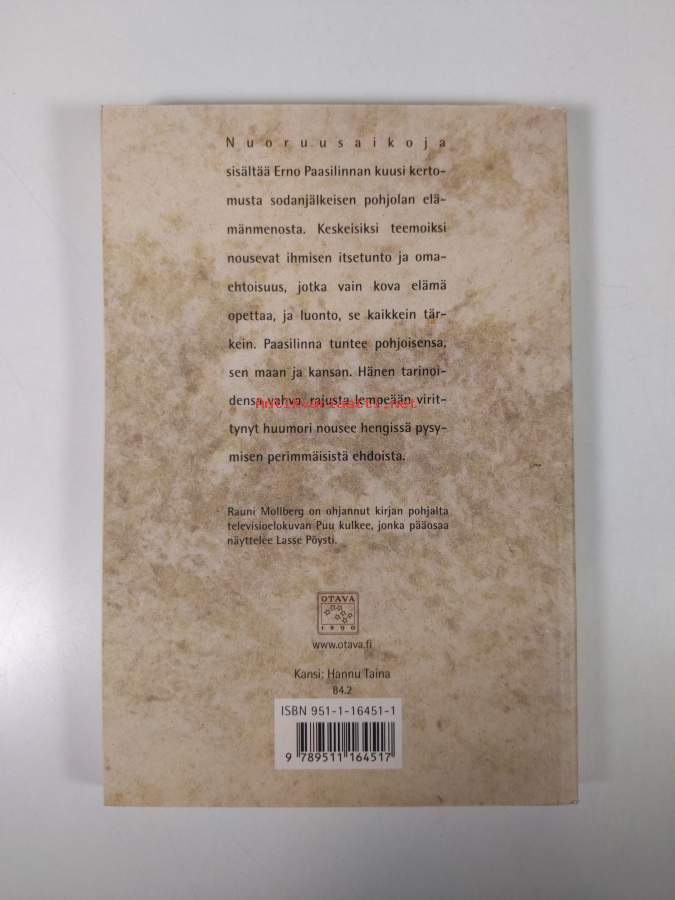 Nuoruusaikoja
sisältää Erno Paasilinnan kuusi kerto-
musta sodanjälkeisen pohjolan elä-
mänmenosta. Keskeisiksi teemoiksi
nousevat ihmisen itsetunto ja oma-
ehtoisuus, jotka vain kova elämä
opettaa, ja luonto, se kaikkein tär-
kein. Paasilinna tuntee pohjoisensa,
sen maan ja kansan. Hänen tarinoi-
densa vahva, rajusta lempeään virit-
Antikvariaatti.net
tynyt huumori nousee hengissä pysy-
misen perimmäisistä ehdoista.
Rauni Mollberg on ohjannut kirjan pohjalta
televisioelokuvan Puu kulkee, jonka pääosaa
näyttelee Lasse Pöysti.
OTAVA
1890
www.otava.fi
Kansi: Hannu Taina
84.2
ISBN 951-1-16451-1
9 789511 164517